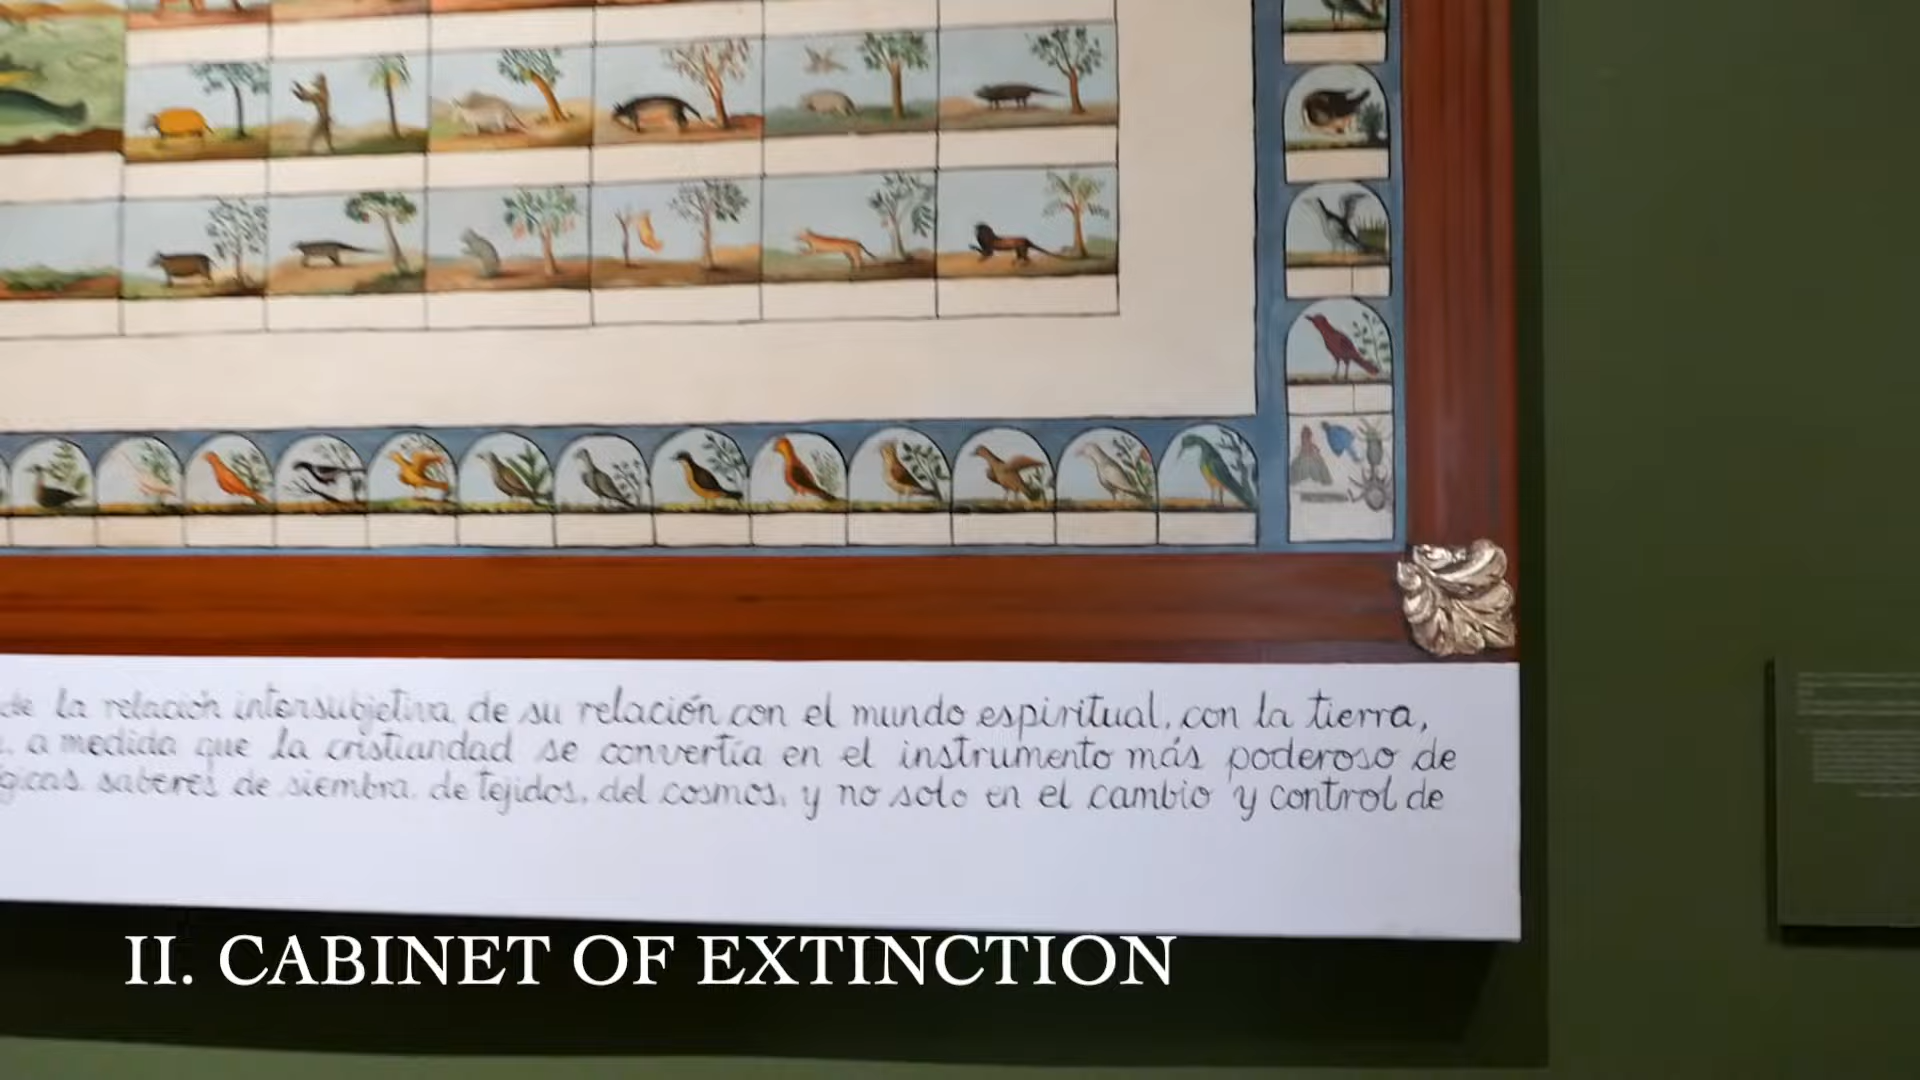 de la relación intersubjetiva, de su relación con el mundo espiritual, con la tierra,
a medida que la cristiandad se convertía en el instrumento más poderoso de
saberes de siembra, de tejidos, del cosmos, y no solo en el cambio y control de
II. CABINET OF EXTINCTION